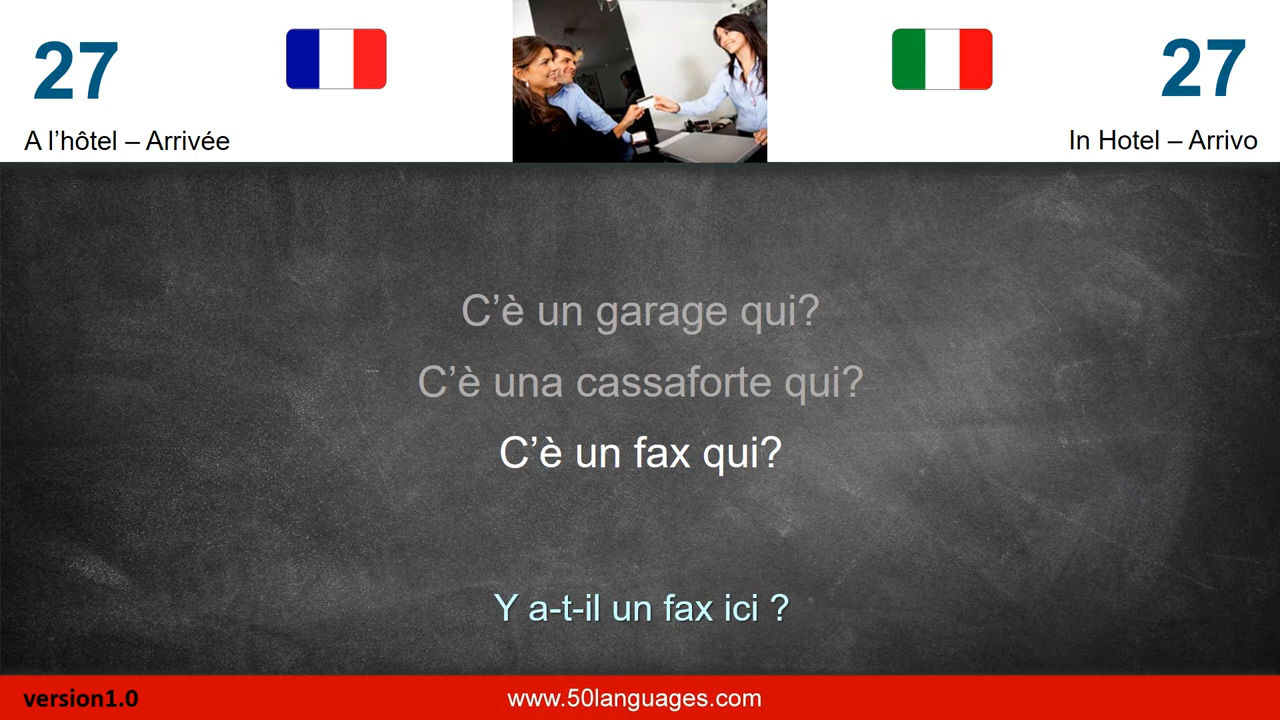 27
27
A l’hôtel – Arrivée
In Hotel – Arrivo
C’è un garage qui?
C’è una cassaforte qui?
C’è un fax qui?
Y a-t-il un fax ici ?
version1.0
www.50languages.com